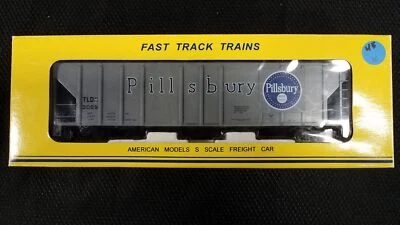 FAST TRACK TRAINS
Pillsbury
Pillsbury
AMERICAN MODELS S SCALE FREIGHT CAR